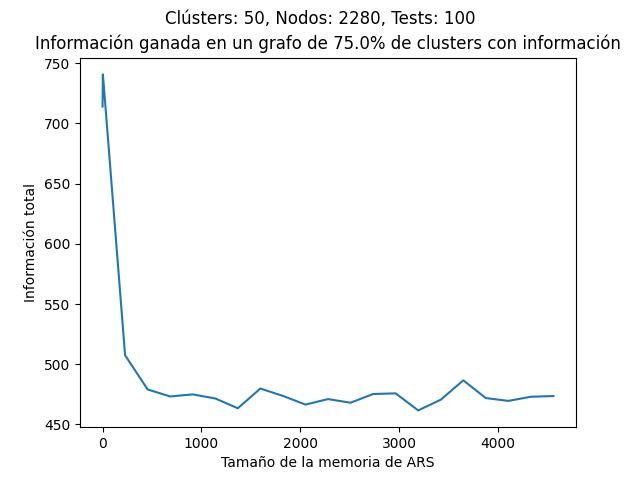 Clústers: 50, Nodos: 2280, Tests: 100
Información ganada en un grafo de 75.0% de clusters con información
750
700
650
600
550
500
450
Información total
0 1000 2000 3000 4000
Tamaño de la memoria de ARS